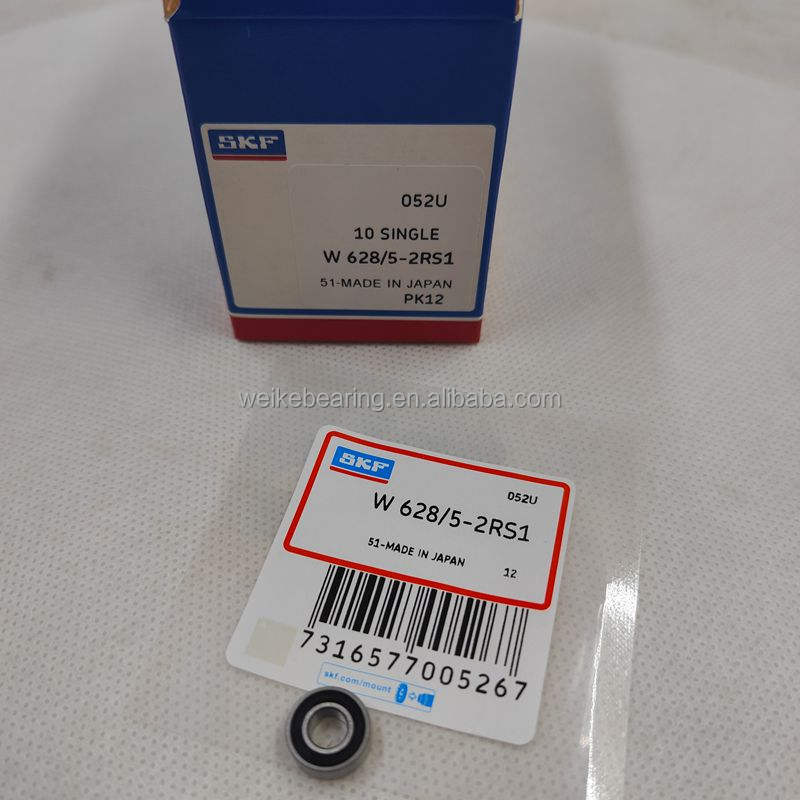 SKF
052U
10 SINGLE
W 628/5-2RS1
51-MADE IN JAPAN
PK12
weikebearing.en.alibaba.com
SKF
052U
W 628/5-2RS1
51-MADE IN JAPAN 12
7316577005267
skf.com/mount